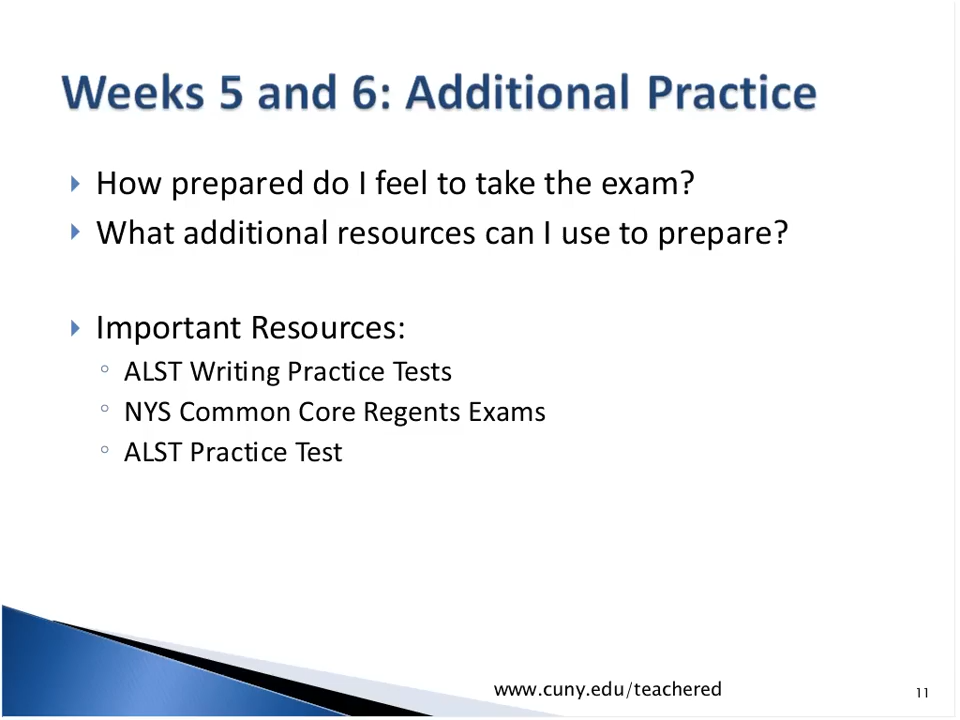 Weeks 5 and 6: Additional Practice
How prepared do I feel to take the exam?
What additional resources can I use to prepare?
Important Resources:
ALST Writing Practice Tests
NYS Common Core Regents Exams
ALST Practice Test
www.cuny.edu/teachered
11